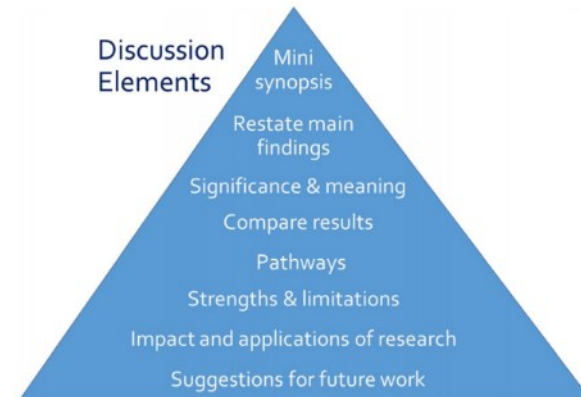 Discussion
Elements
Mini
synopsis
Restate main
findings
Significance & meaning
Compare results
Pathways
Strengths & limitations
Impact and applications of research
Suggestions for future work